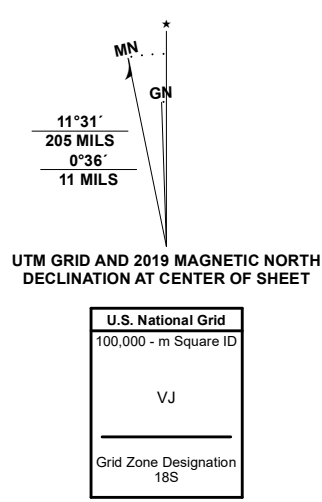 ★
MN
GN
11°31´
205 MILS
0°36´
11 MILS
UTM GRID AND 2019 MAGNETIC NORTH
DECLINATION AT CENTER OF SHEET
U.S. National Grid
100,000 - m Square ID
VJ
Grid Zone Designation
18S